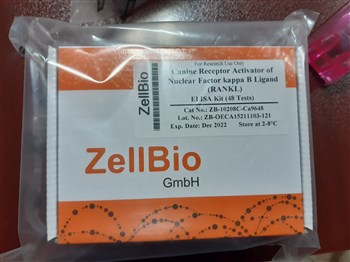 For Research Use Only
Canine Receptor Activator of
Nuclear Factor kappa B Ligand
(RANKL)
ELISA Kit (48 Tests)
Cat No.: ZB-10208C-Ca9648
Lot. No.: ZB-OECA15211103-121
Exp. Date: Dec 2022 Store at 2-8°C
ZellBio
ZellBio
GmbH